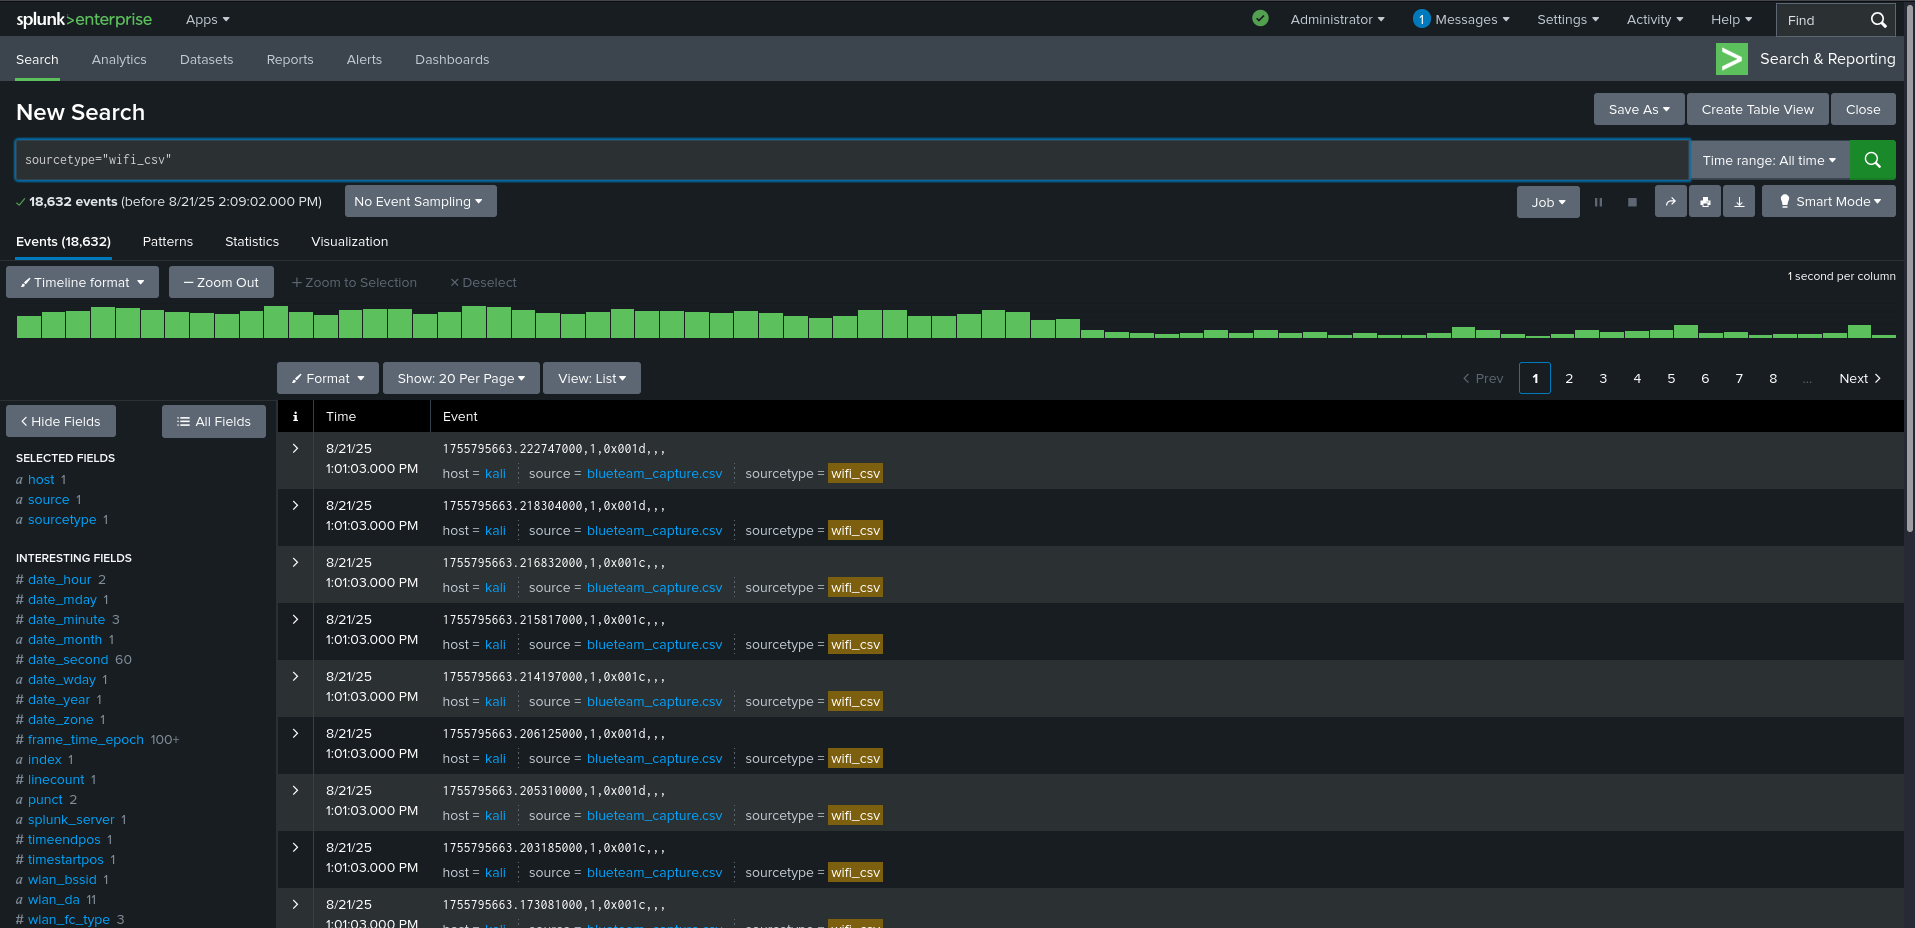 splunk>enterprise Apps Administrator 1 Messages Settings Activity Help Find
Search Analytics Datasets Reports Alerts Dashboards Search & Reporting
New Search Save As Create Table View Close
sourcetype="wifi_csv" Time range: All time
18,632 events (before 8/21/25 2:09:02.000 PM) No Event Sampling Job Smart Mode
Events (18,632) Patterns Statistics Visualization
Timeline format Zoom Out Zoom to Selection Deselect 1 second per column
Format Show: 20 Per Page View: List Prev 1 2 3 4 5 6 7 8 ... Next
Hide Fields All Fields
SELECTED FIELDS
a host 1
a source 1
a sourcetype 1
INTERESTING FIELDS
# date_hour 2
# date_mday 1
# date_minute 3
a date_month 1
# date_second 60
a date_wday 1
# date_year 1
# date_zone 1
# frame_time_epoch 100+
a index 1
# linecount 1
a punct 2
a splunk_server 1
# timeendpos 1
# timestartpos 1
a wlan_bssid 1
a wlan_da 11
# wlan_fc_type 3
i Time Event
8/21/25 1755795663.222747000,1,0x001d,,,
1:01:03.000 PM host = kali source = blueteam_capture.csv sourcetype = wifi_csv
8/21/25 1755795663.218304000,1,0x001d,,,
1:01:03.000 PM host = kali source = blueteam_capture.csv sourcetype = wifi_csv
8/21/25 1755795663.216832000,1,0x001c,,,
1:01:03.000 PM host = kali source = blueteam_capture.csv sourcetype = wifi_csv
8/21/25 1755795663.215817000,1,0x001c,,,
1:01:03.000 PM host = kali source = blueteam_capture.csv sourcetype = wifi_csv
8/21/25 1755795663.214197000,1,0x001c,,,
1:01:03.000 PM host = kali source = blueteam_capture.csv sourcetype = wifi_csv
8/21/25 1755795663.206125000,1,0x001d,,,
1:01:03.000 PM host = kali source = blueteam_capture.csv sourcetype = wifi_csv
8/21/25 1755795663.205310000,1,0x001d,,,
1:01:03.000 PM host = kali source = blueteam_capture.csv sourcetype = wifi_csv
8/21/25 1755795663.203185000,1,0x001c,,,
1:01:03.000 PM host = kali source = blueteam_capture.csv sourcetype = wifi_csv
8/21/25 1755795663.173081000,1,0x001c,,,
1:01:03.000 PM host = kali source = blueteam_capture.csv sourcetype = wifi_csv